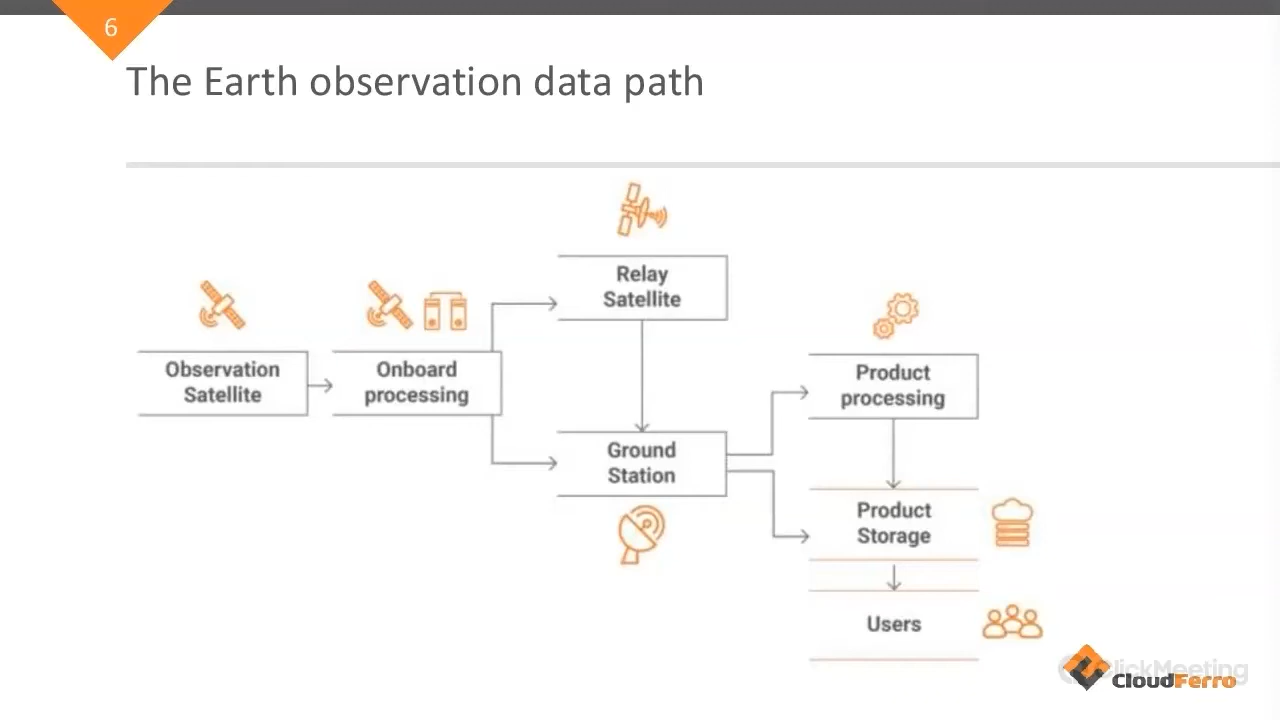 6
The Earth observation data path
Relay
Satellite
Observation
Satellite
Onboard
processing
Product
processing
Ground
Station
Product
Storage
Users
ClickMeeting
CloudFerro